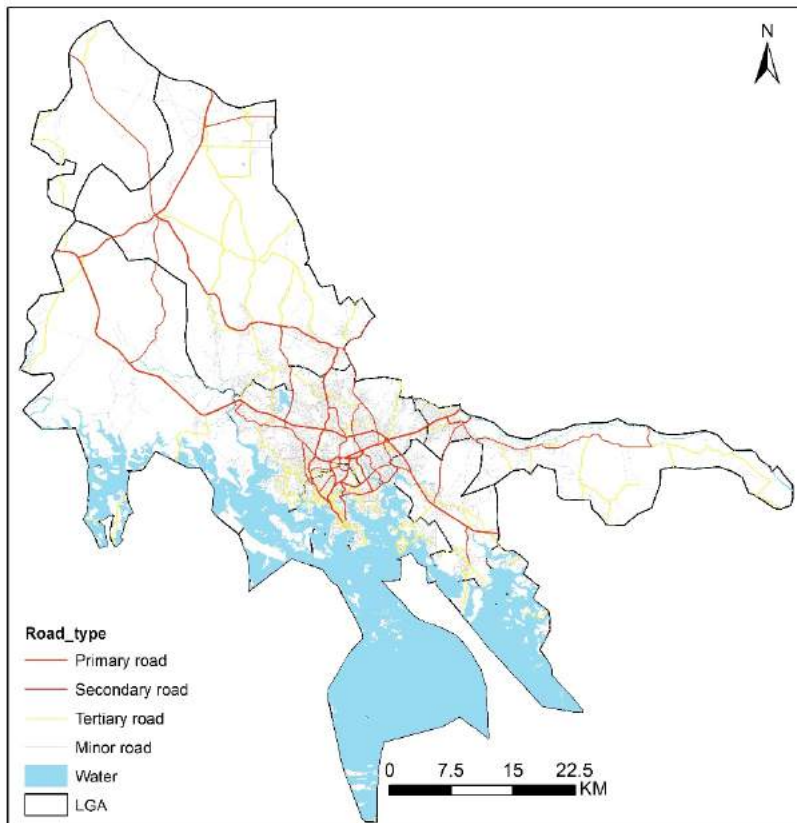 N
Road_type
Primary road
Secondary road
Tertiary road
Minor road
Water
LGA
0 7.5 15 22.5
KM